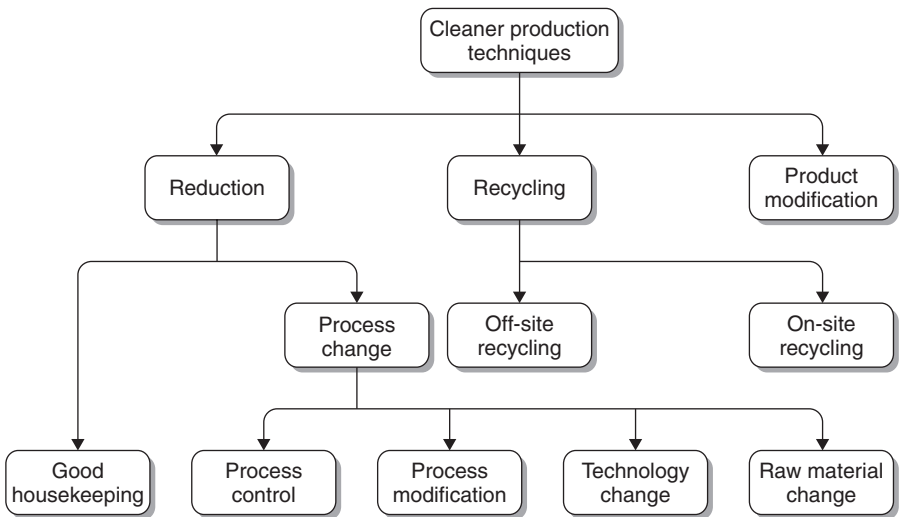 Cleaner production
techniques
Reduction
Recycling
Product
modification
Process
change
Off-site
recycling
On-site
recycling
Good
housekeeping
Process
control
Process
modification
Technology
change
Raw material
change